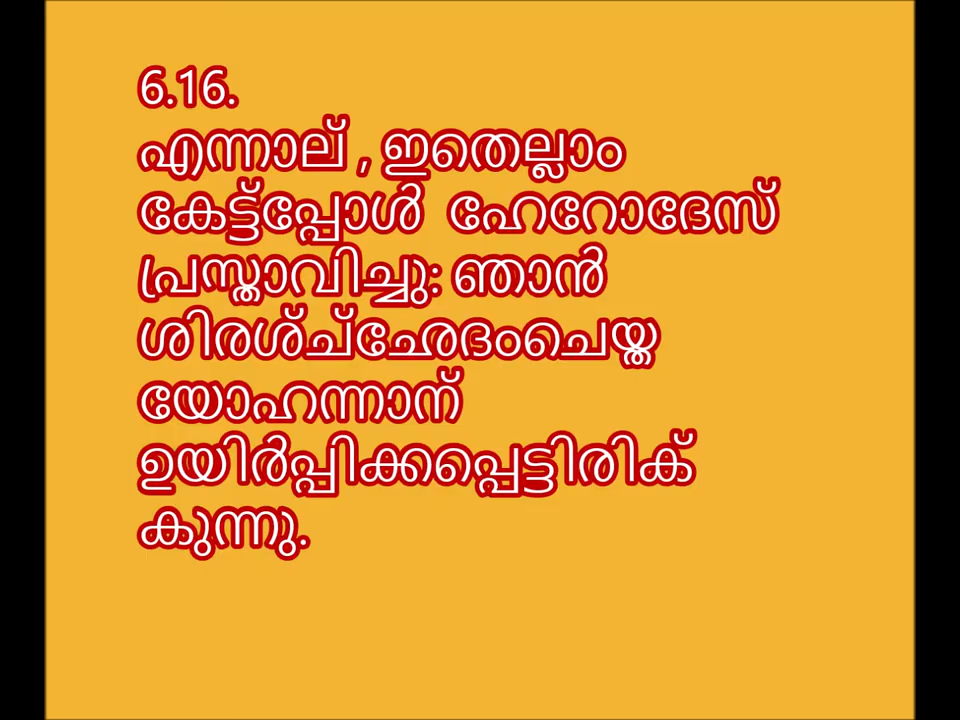 6.16.
എന്നാല് , ഇതെല്ലാം
കേട്ട്പ്പോൾ ഹേറോദേസ്
പ്രസ്താവിച്ചു: ഞാൻ
ശിരശ്ച്ഛേദംചെയ്ത
യോഹന്നാന്
ഉയിർപ്പിക്കപ്പെട്ടിരിക്
കുന്നു.